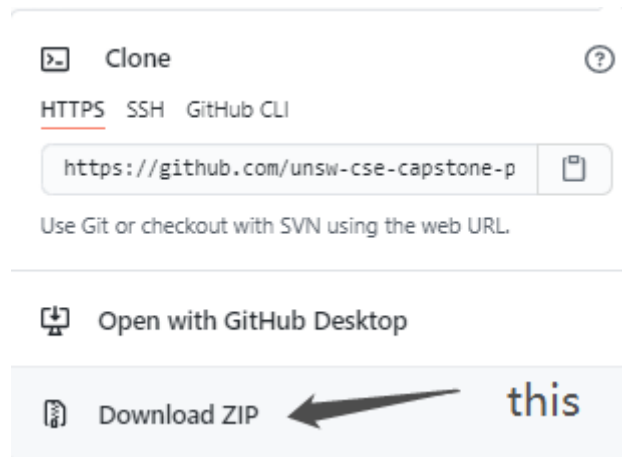 Clone
HTTPS SSH GitHub CLI
https://github.com/unsw-cse-capstone-p
Use Git or checkout with SVN using the web URL.
Open with GitHub Desktop
Download ZIP this